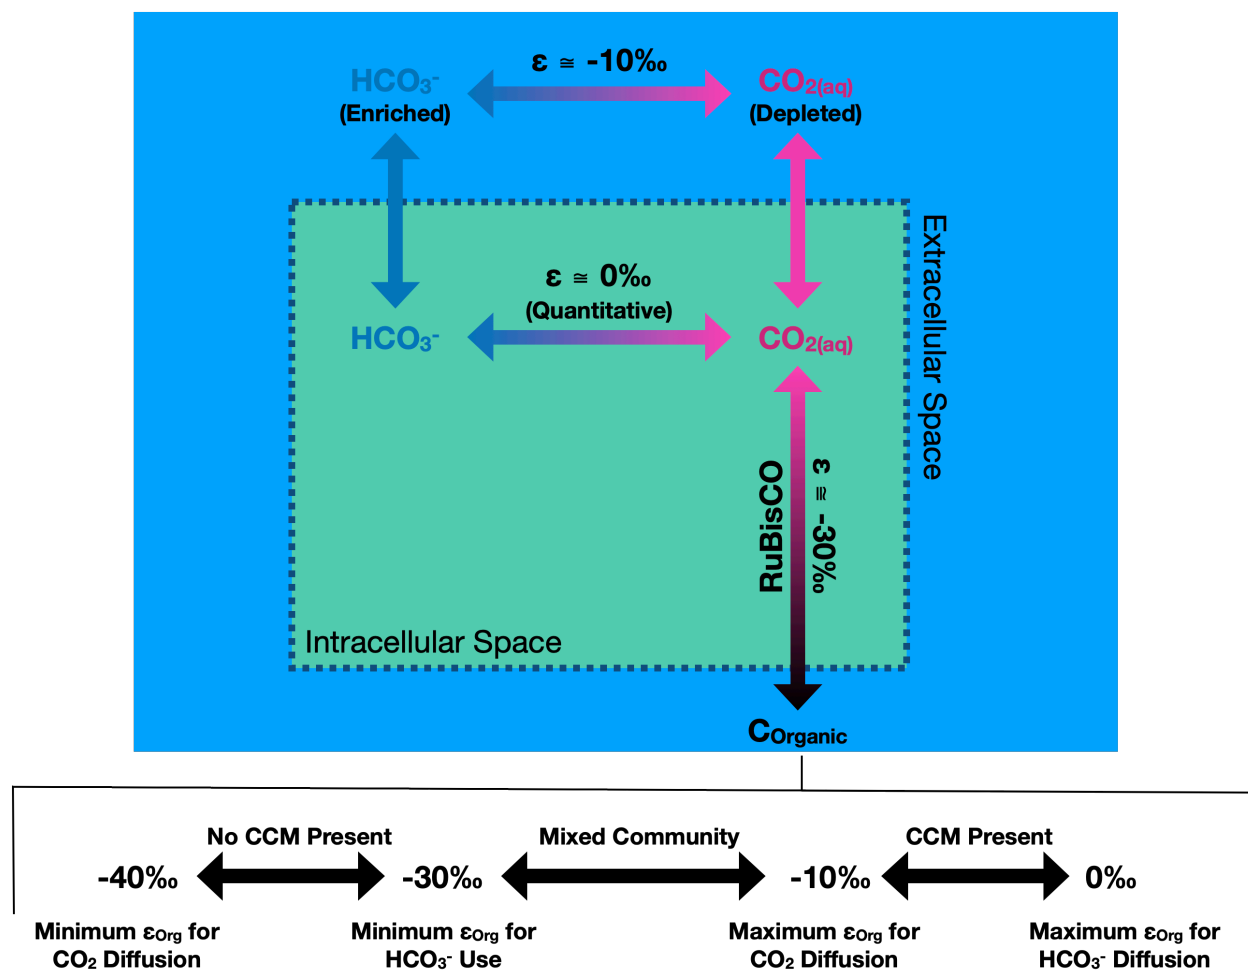 ε ≅ -10‰
HCO₃⁻
(Enriched)
CO₂₍ₐq₎
(Depleted)
Extracellular Space
ε ≅ 0‰
(Quantitative)
HCO₃⁻
CO₂₍ₐq₎
RuBisCO
ε ≅ -30‰
Intracellular Space
C Organic
No CCM Present
Mixed Community
CCM Present
-40‰
-30‰
-10‰
0‰
Minimum εOrg for
CO₂ Diffusion
Minimum εOrg for
HCO₃⁻ Use
Maximum εOrg for
CO₂ Diffusion
Maximum εOrg for
HCO₃⁻ Diffusion